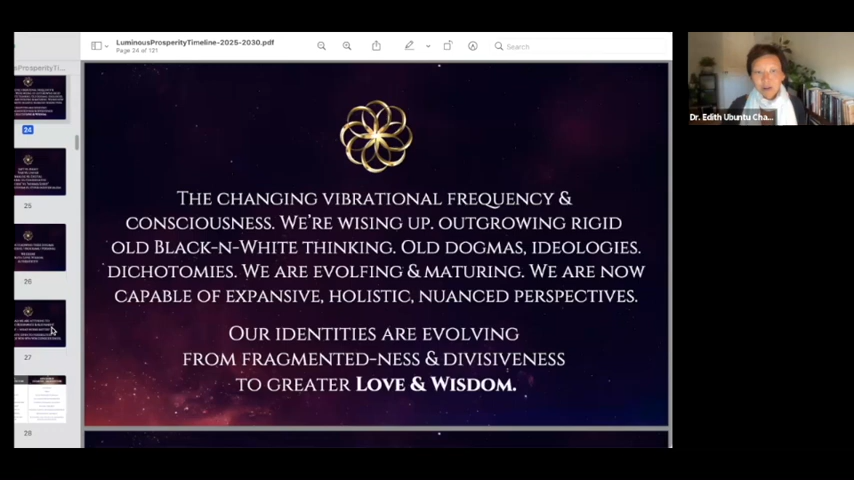 LuminousProsperityTimeline-2025-2030.pdf
Page 24 of 121
Search
24
25
26
27
28
The changing vibrational frequency &
consciousness. We're wising up. Outgrowing rigid
old Black-n-White thinking. Old dogmas, ideologies.
Dichotomies. We are evolfing & maturing. We are now
capable of expansive, holistic, nuanced perspectives.
Our identities are evolving
from fragmented-ness & divisiveness
to greater Love & Wisdom.
Dr. Edith Ubuntu Cha...